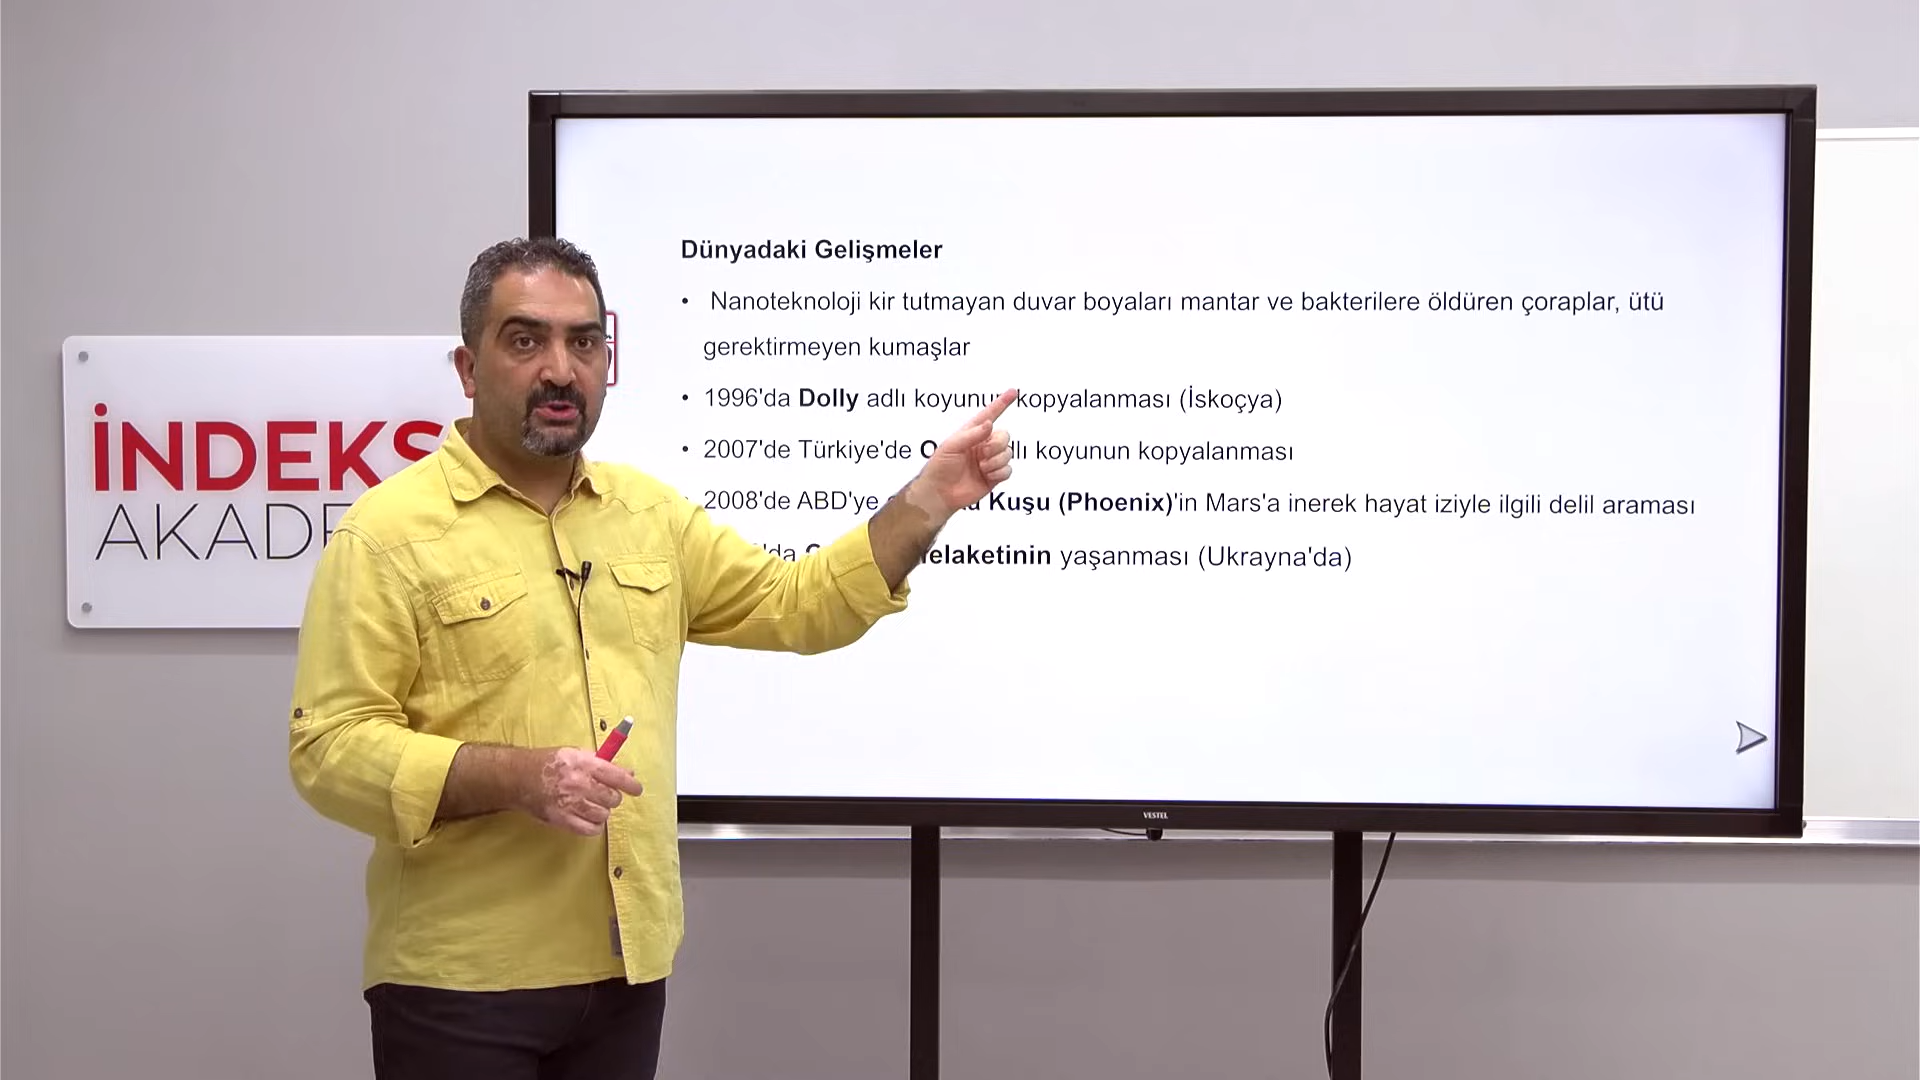 İNDEKS
AKADE
Dünyadaki Gelişmeler
• Nanoteknoloji kir tutmayan duvar boyaları mantar ve bakterilere öldüren çoraplar, ütü
gerektirmeyen kumaşlar
• 1996'da Dolly adlı koyunun kopyalanması (İskoçya)
• 2007'de Türkiye'de adlı koyunun kopyalanması
2008'de ABD'ye Kuşu (Phoenix)'in Mars'a inerek hayat iziyle ilgili delil araması
felaketinin yaşanması (Ukrayna'da)
VESTEL